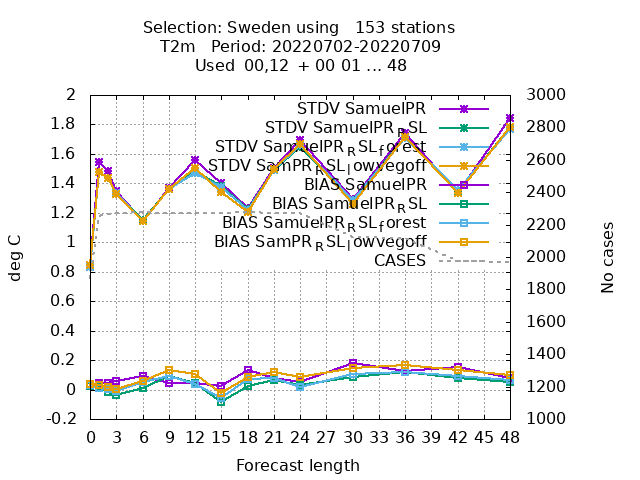 Selection: Sweden using 153 stations
T2m Period: 20220702-20220709
Used 00,12 + 00 01 ... 48
STDV SamuelPR
STDV SamuelPR_RSL
STDV SamuelPR_RSL_forest
STDV SamPR_RSL_lowvegoff
BIAS SamuelPR
BIAS SamuelPR_RSL
BIAS SamuelPR_RSL_forest
BIAS SamPR_RSL_lowvegoff
CASES
deg C
2
1.8
1.6
1.4
1.2
1
0.8
0.6
0.4
0.2
0
-0.2
3000
2800
2600
2400
2200
2000
1800
1600
1400
1200
1000
No cases
0 3 6 9 12 15 18 21 24 27 30 33 36 39 42 45 48
Forecast length